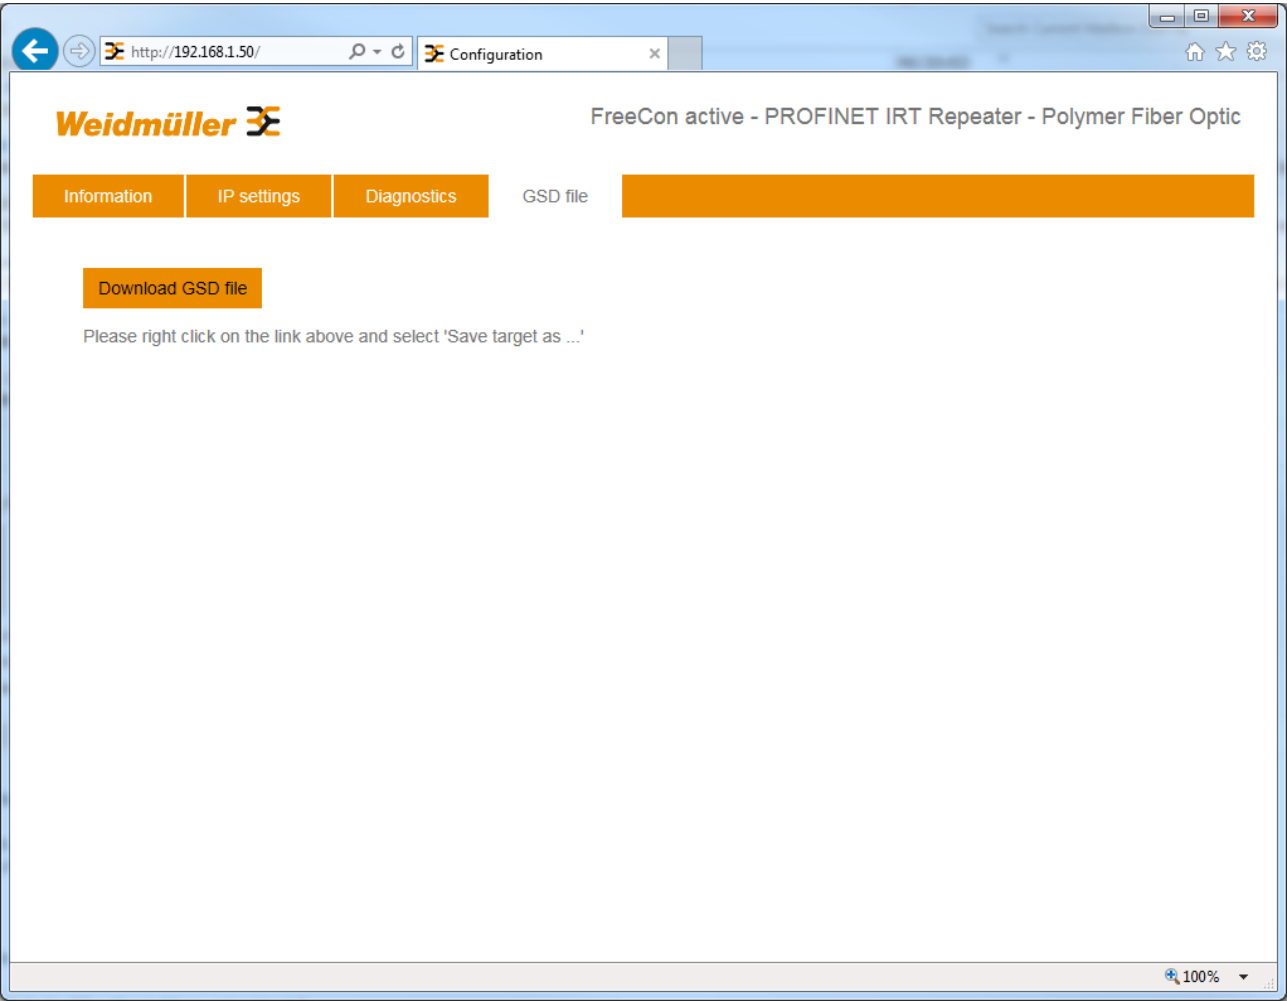 http://192.168.1.50/
Configuration
Weidmüller
FreeCon active - PROFINET IRT Repeater - Polymer Fiber Optic
Information
IP settings
Diagnostics
GSD file
Download GSD file
Please right click on the link above and select 'Save target as ...'
100%